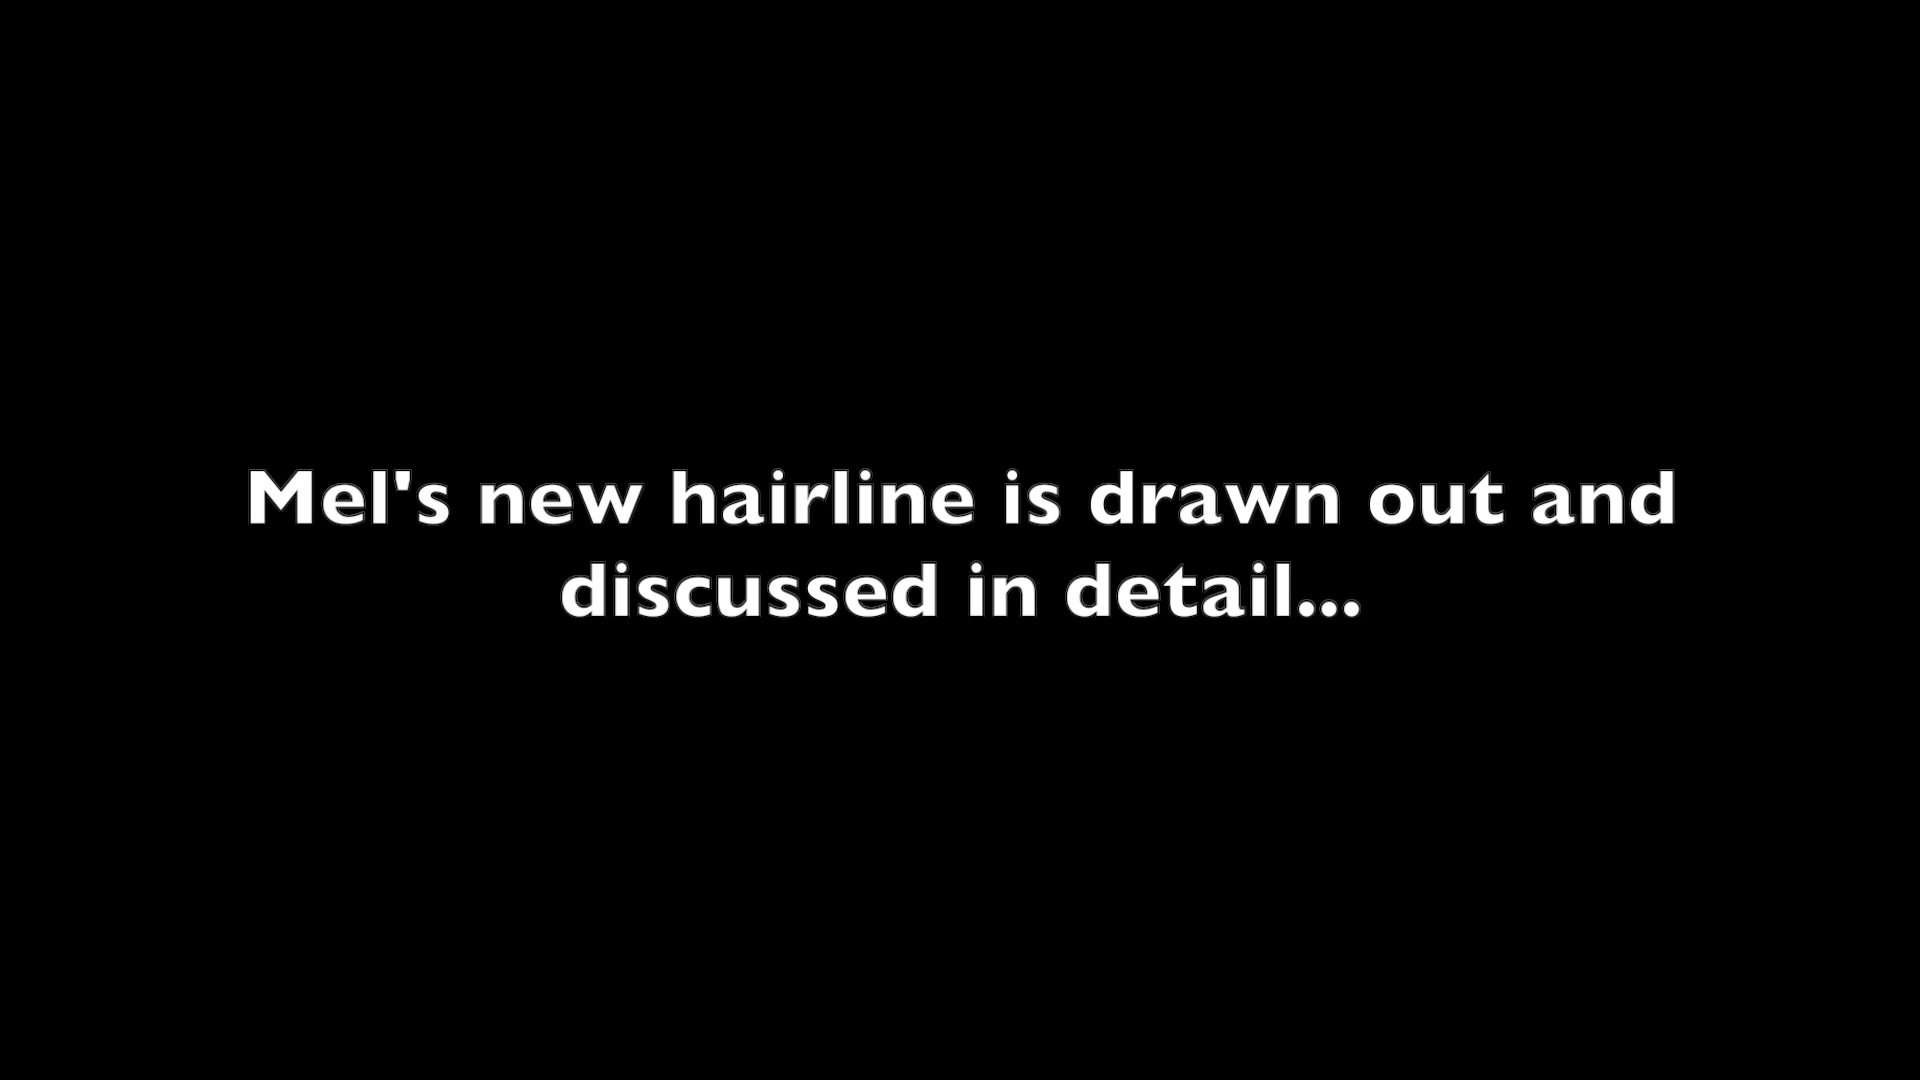 Mel's new hairline is drawn out and
discussed in detail...